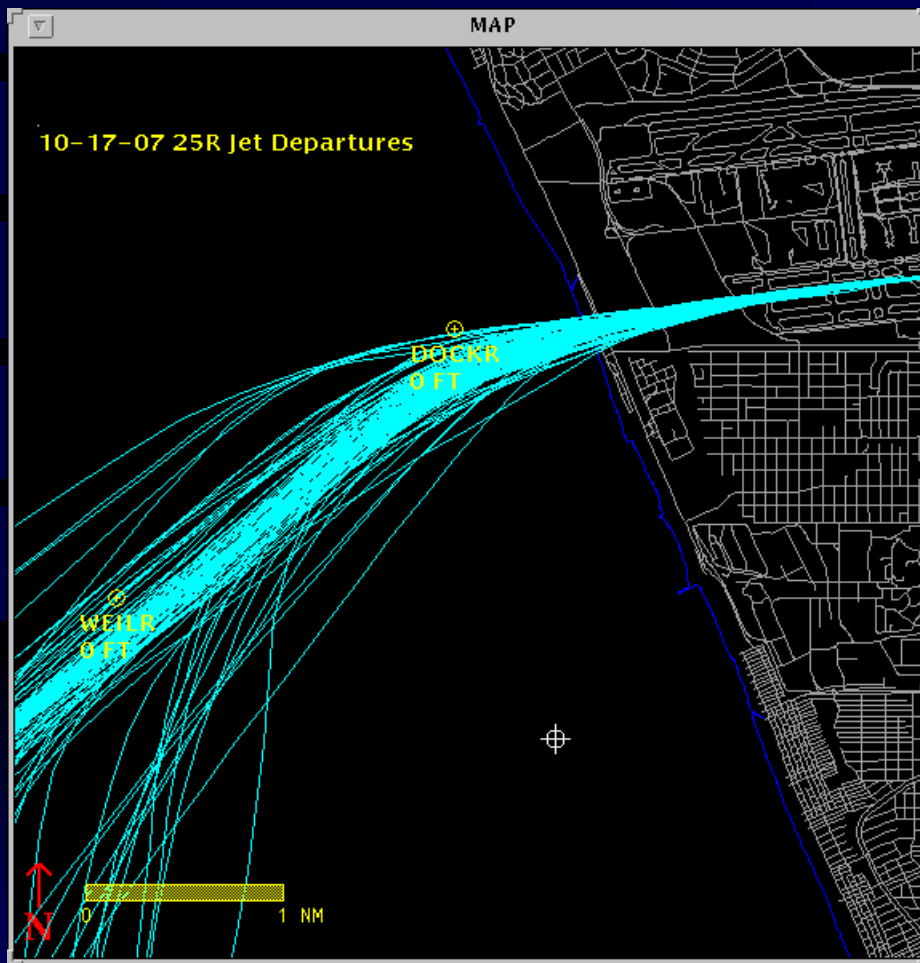 MAP
10-17-07 25R Jet Departures
DOCKR
0 FT
WEILR
0 FT
N
0 1 NM